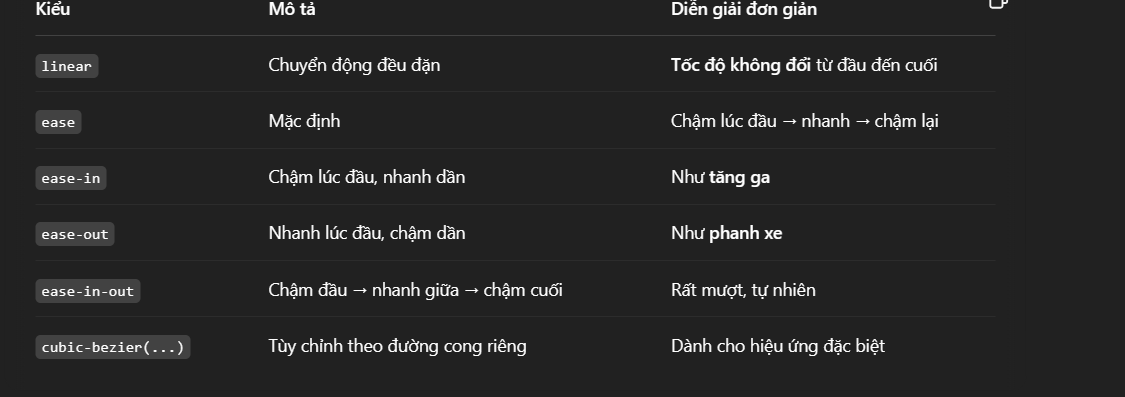 Kiểu Mô tả Diễn giải đơn giản
linear Chuyển động đều đặn Tốc độ không đổi từ đầu đến cuối
ease Mặc định Chậm lúc đầu → nhanh → chậm lại
ease-in Chậm lúc đầu, nhanh dần Như tăng ga
ease-out Nhanh lúc đầu, chậm dần Như phanh xe
ease-in-out Chậm đầu → nhanh giữa → chậm cuối Rất mượt, tự nhiên
cubic-bezier(...) Tùy chỉnh theo đường cong riêng Dành cho hiệu ứng đặc biệt